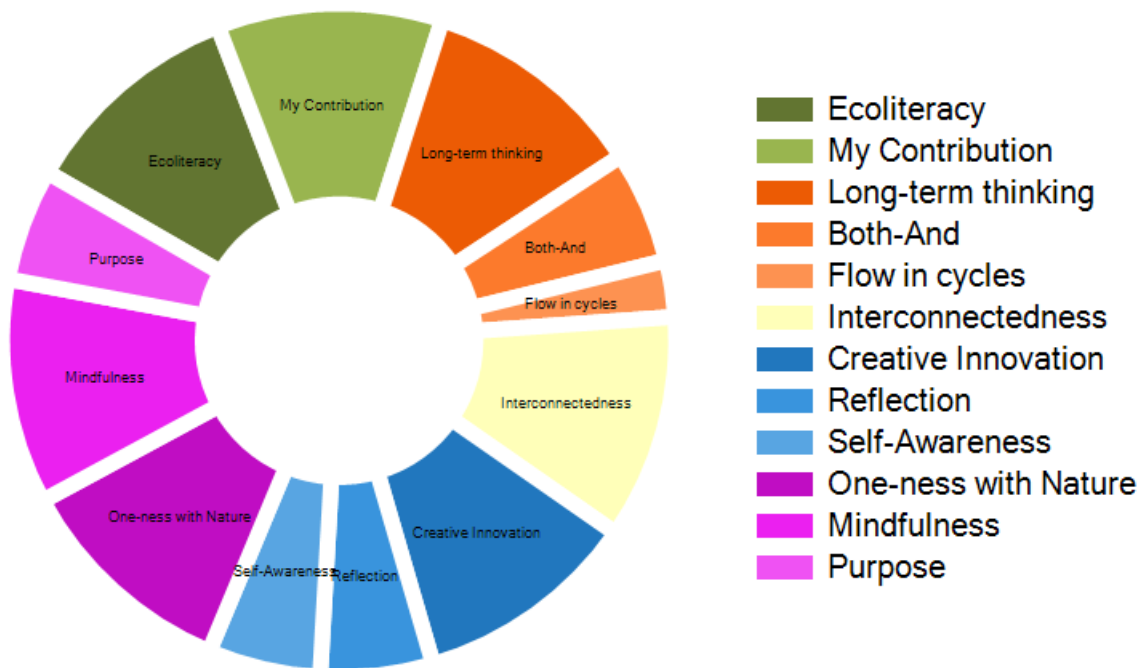 My Contribution
Long-term thinking
Ecoliteracy
Both-And
Purpose
Flow in cycles
Mindfulness
Interconnectedness
One-ness with Nature
Creative Innovation
Self-Awareness
Reflection
Ecoliteracy
My Contribution
Long-term thinking
Both-And
Flow in cycles
Interconnectedness
Creative Innovation
Reflection
Self-Awareness
One-ness with Nature
Mindfulness
Purpose